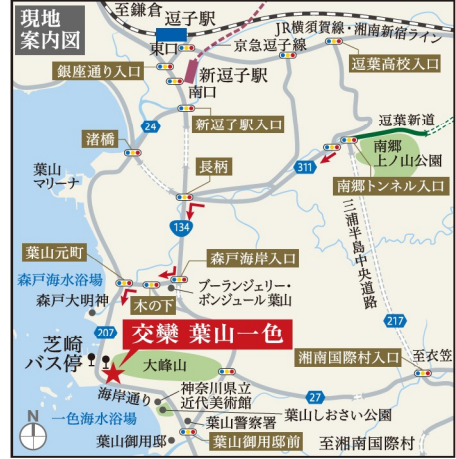 現地
案内図
至鎌倉
逗子駅
東口
JR横須賀線・湘南新宿ライン
京急逗子線
銀座通り入口
新逗子駅
南口
逗葉高校入口
新逗子駅入口
24
渚橋
逗葉新道
南郷
上ノ山公園
311
長柄
南郷トンネル入口
葉山
マリーナ
134
三浦半島中央道路
葉山元町
森戸海岸入口
森戸海水浴場
ブーランジェリー・
ボンジュール葉山
森戸大明神
木の下
207
217
交欒 葉山一色
芝崎
バス停
大峰山
湘南国際村入口
至衣笠
27
海岸通り
神奈川県立
近代美術館
一色海水浴場
葉山しおさい公園
葉山警察署
N
葉山御用邸
葉山御用邸前
至湘南国際村